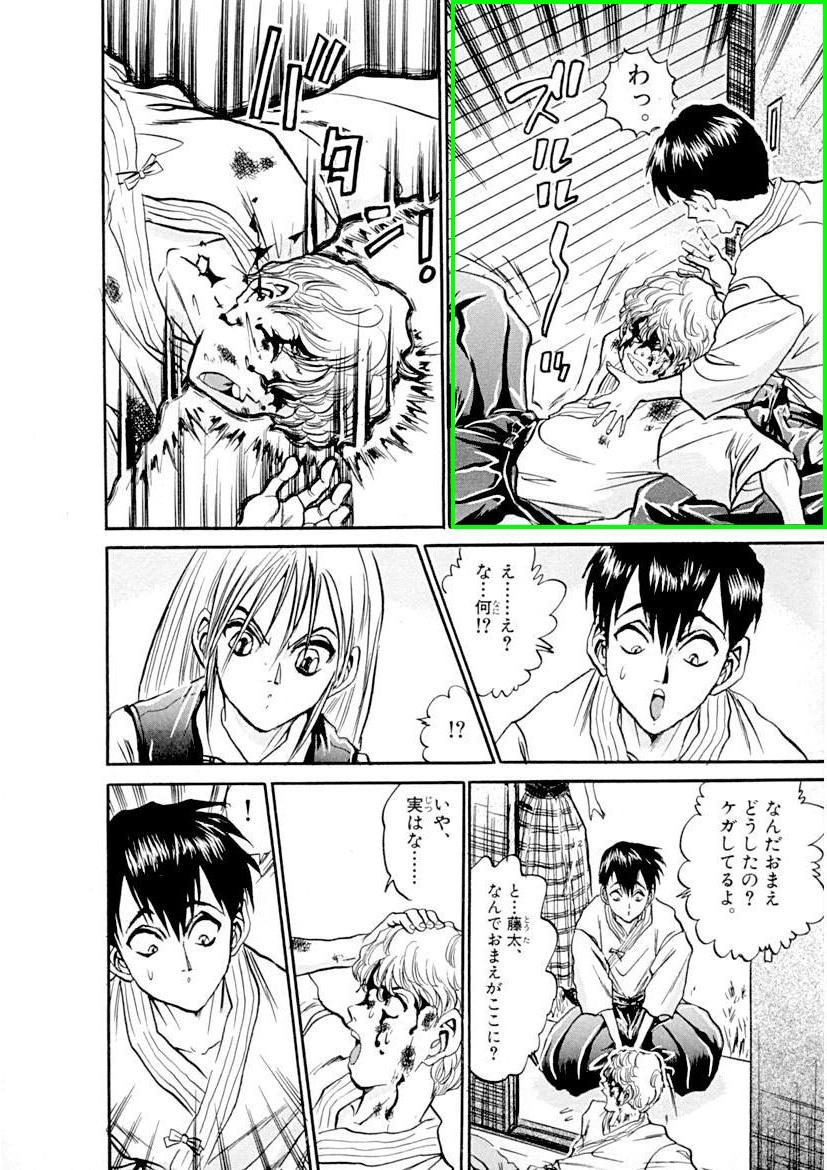 わっ。
ズルルル〜〜
バタン!
え………え?
な…何!?
!?
なんだおまえ
どうしたの?
ケガしてるよ。
と…藤太、
なんでおまえがここに?
いや、
実はな……
!